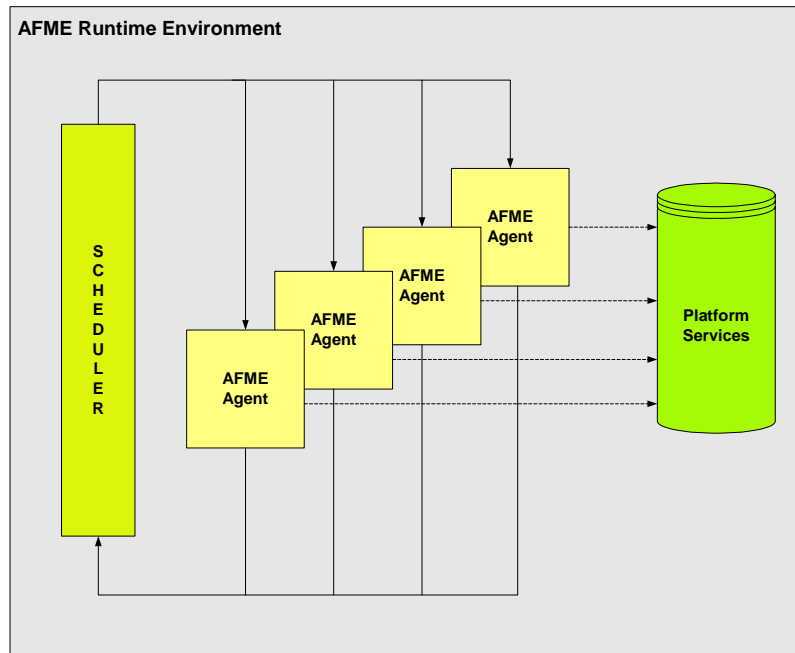 AFME Runtime Environment
S
C
H
E
D
U
L
E
R
AFME
Agent
AFME
Agent
AFME
Agent
AFME
Agent
Platform
Services